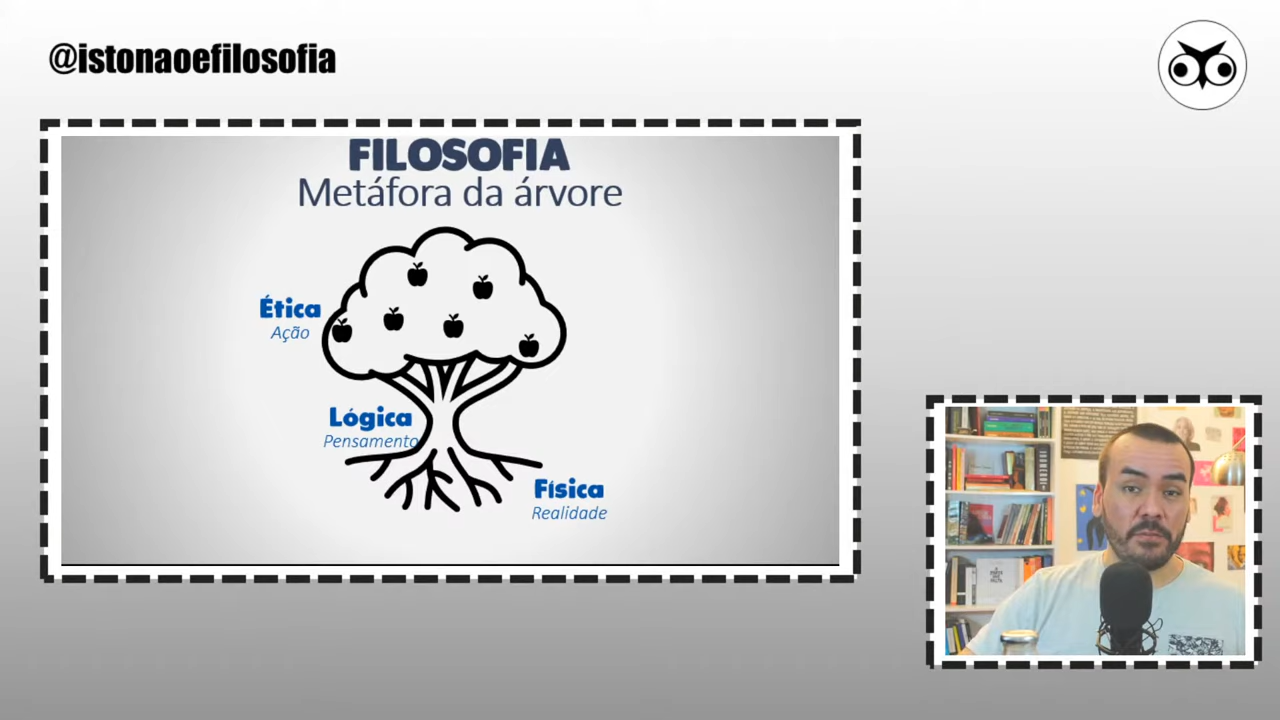 @istonaoefilosofia
FILOSOFIA
Metáfora da árvore
Ética
Ação
Lógica
Pensamento
Física
Realidade